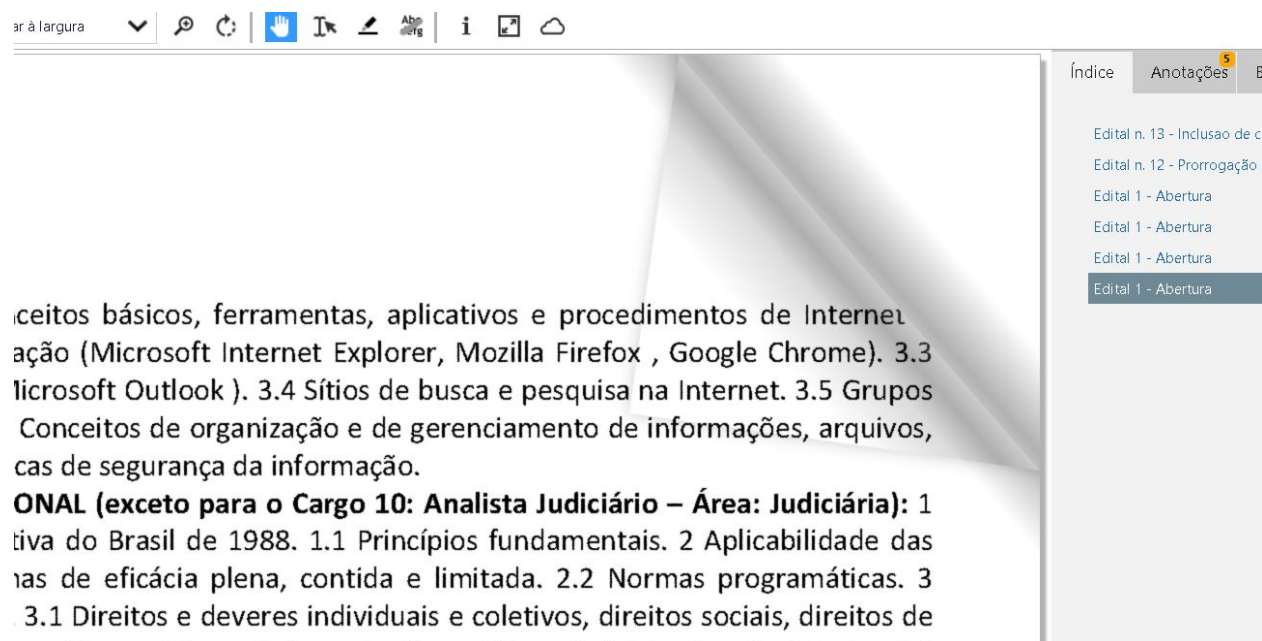 ar à largura
Abc
erg
i
Índice
Anotações
5
Edital n. 13 - Inclusao de c
Edital n. 12 - Prorrogação
Edital 1 - Abertura
Edital 1 - Abertura
Edital 1 - Abertura
Edital 1 - Abertura
ceitos básicos, ferramentas, aplicativos e procedimentos de Internet
ação (Microsoft Internet Explorer, Mozilla Firefox , Google Chrome). 3.3
licrosoft Outlook ). 3.4 Sítios de busca e pesquisa na Internet. 3.5 Grupos
Conceitos de organização e de gerenciamento de informações, arquivos,
cas de segurança da informação.
ONAL (exceto para o Cargo 10: Analista Judiciário – Área: Judiciária): 1
tiva do Brasil de 1988. 1.1 Princípios fundamentais. 2 Aplicabilidade das
as de eficácia plena, contida e limitada. 2.2 Normas programáticas. 3
. 3.1 Direitos e deveres individuais e coletivos, direitos sociais, direitos de